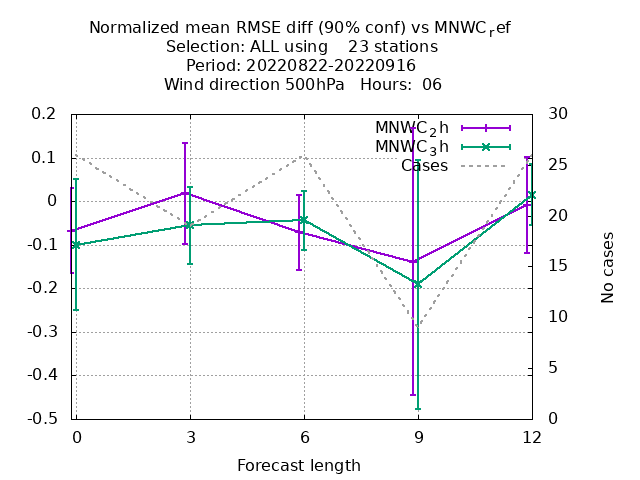 Normalized mean RMSE diff (90% conf) vs MNWC_ref
Selection: ALL using    23 stations
Period: 20220822-20220916
Wind direction 500hPa   Hours:  06
0.2
0.1
0
-0.1
-0.2
-0.3
-0.4
-0.5
MNWC_2h
MNWC_3h
Cases
30
25
20
15
10
5
0
No cases
0 3 6 9 12
Forecast length